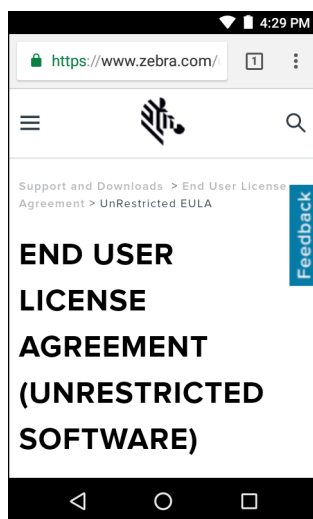 4:29 PM
https://www.zebra.com/
1
Support and Downloads > End User License
Agreement > UnRestricted EULA
Feedback
END USER
LICENSE
AGREEMENT
(UNRESTRICTED
SOFTWARE)